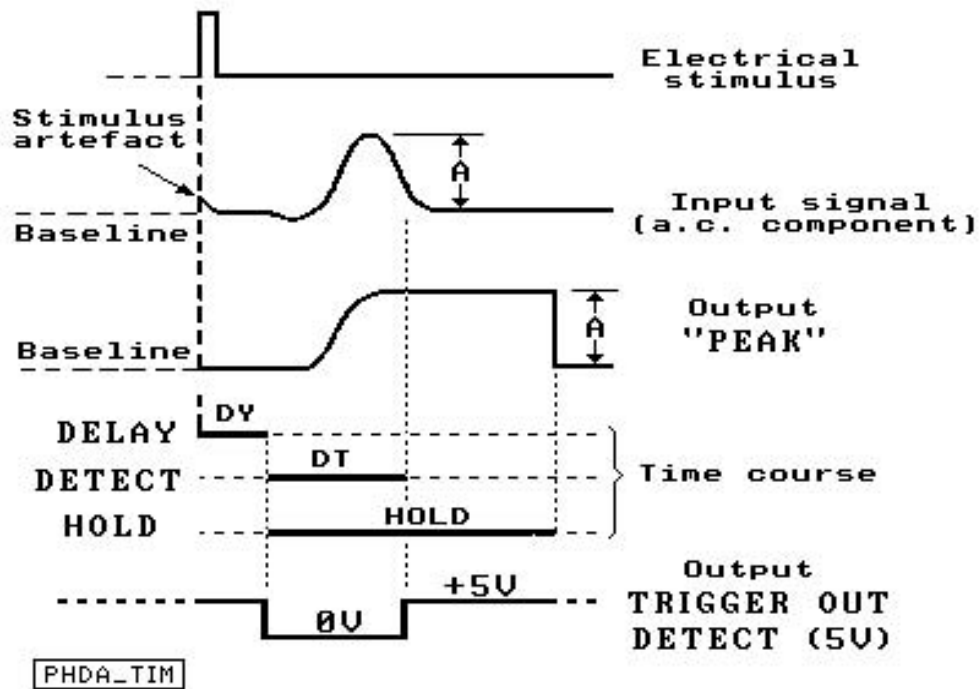 Electrical
stimulus
Stimulus
artefact
A
Baseline
Input signal
(a.c. component)
Output
"PEAK"
A
Baseline
DY
DELAY
DT
DETECT
Time course
HOLD
HOLD
Output
+5V
TRIGGER OUT
0V
DETECT (5V)
PHDA_TIM